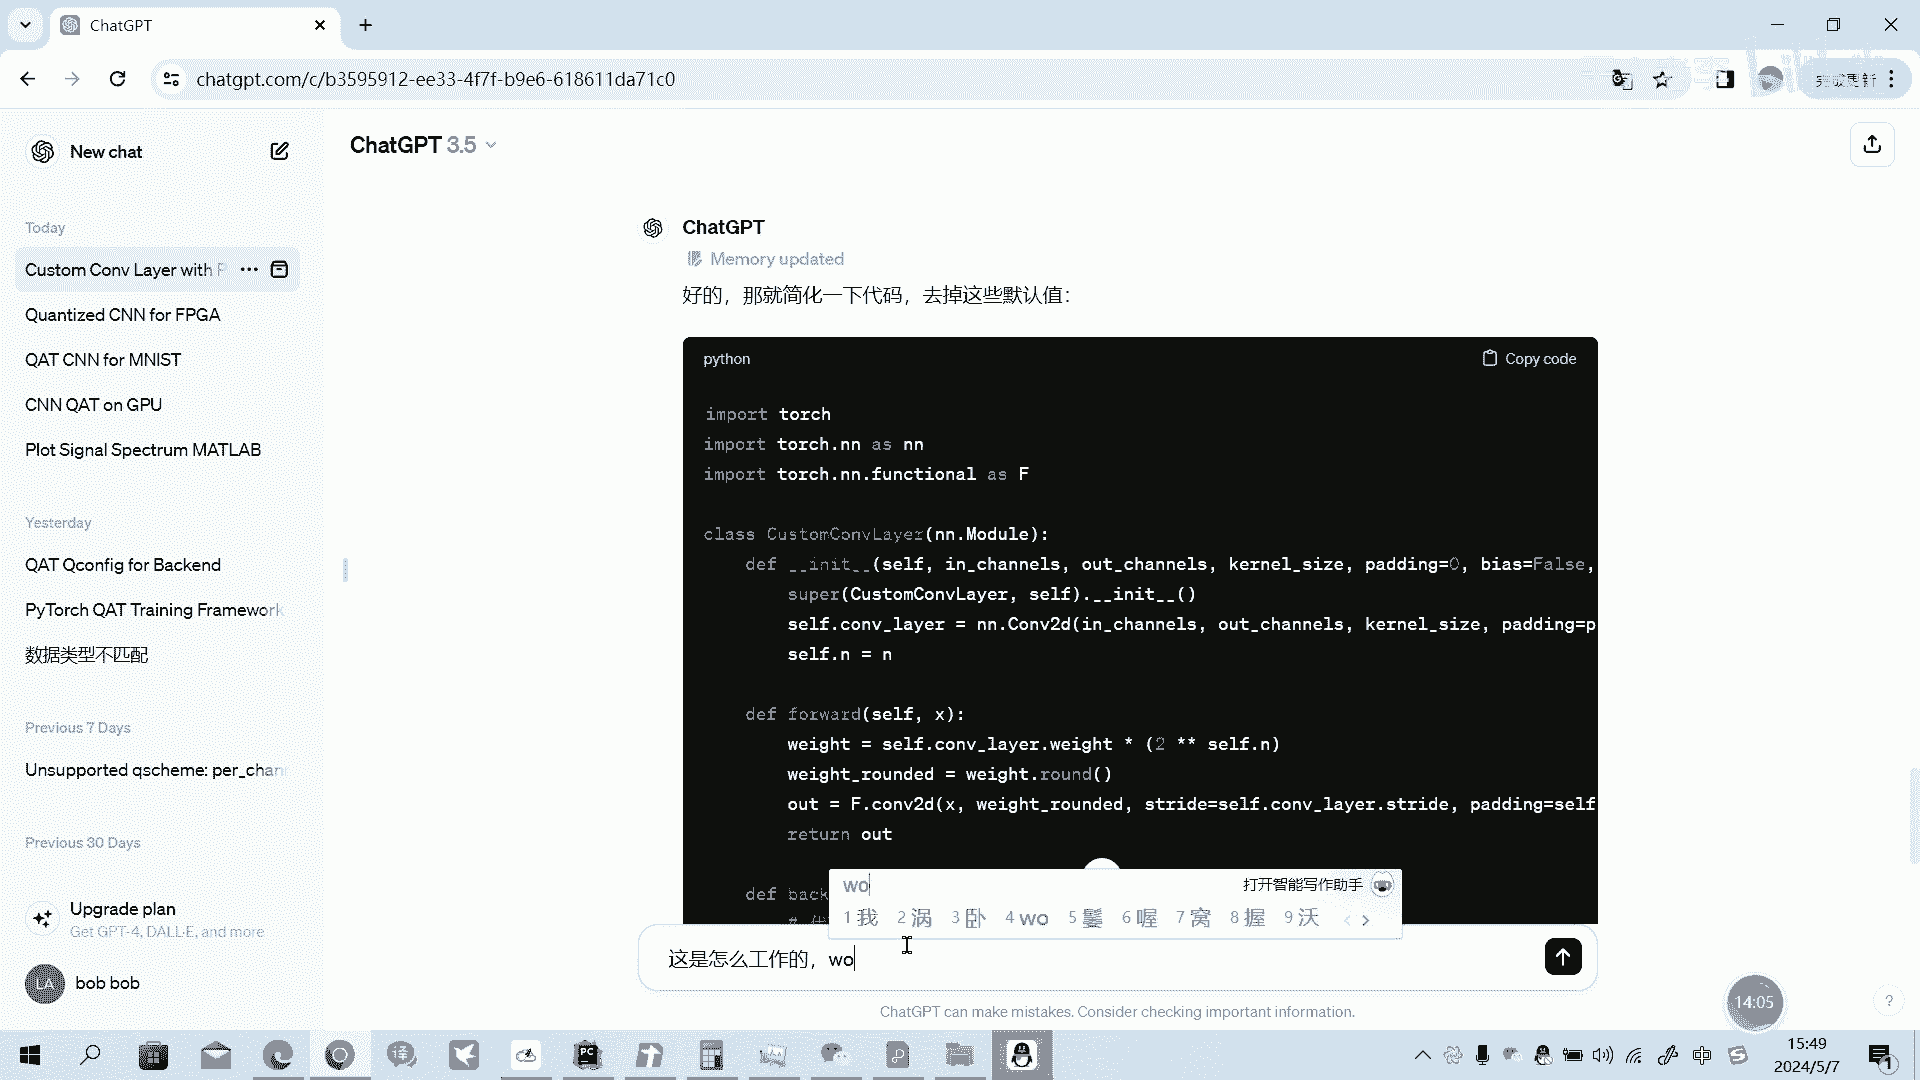 ChatGPT
chatgpt.com/c/b3595912-ee33-4f7f-b9e6-618611da71c0
完成更新
New chat
ChatGPT 3.5
Today
Custom Conv Layer with P
Quantized CNN for FPGA
QAT CNN for MNIST
CNN QAT on GPU
Plot Signal Spectrum MATLAB
Yesterday
QAT Qconfig for Backend
PyTorch QAT Training Framework
数据类型不匹配
Previous 7 Days
Unsupported qscheme: per_chan
Previous 30 Days
Upgrade plan
Get GPT-4, DALL·E, and more
LA
bob bob
ChatGPT
Memory updated
好的，那就简化一下代码，去掉这些默认值：
python
Copy code
import torch
import torch.nn as nn
import torch.nn.functional as F
class CustomConvLayer(nn.Module):
def __init__(self, in_channels, out_channels, kernel_size, padding=0, bias=False,
super(CustomConvLayer, self).__init__()
self.conv_layer = nn.Conv2d(in_channels, out_channels, kernel_size, padding=p
self.n = n
def forward(self, x):
weight = self.conv_layer.weight * (2 ** self.n)
weight_rounded = weight.round()
out = F.conv2d(x, weight_rounded, stride=self.conv_layer.stride, padding=self
return out
def back
#
wo
打开智能写作助手
1 我 2 涡 3 卧 4 wo 5 鬘 6 喔 7 窝 8 握 9 沃
这是怎么工作的，wo
ChatGPT can make mistakes. Consider checking important information.
14:05
?
译
PC
中
15:49
2024/5/7
1